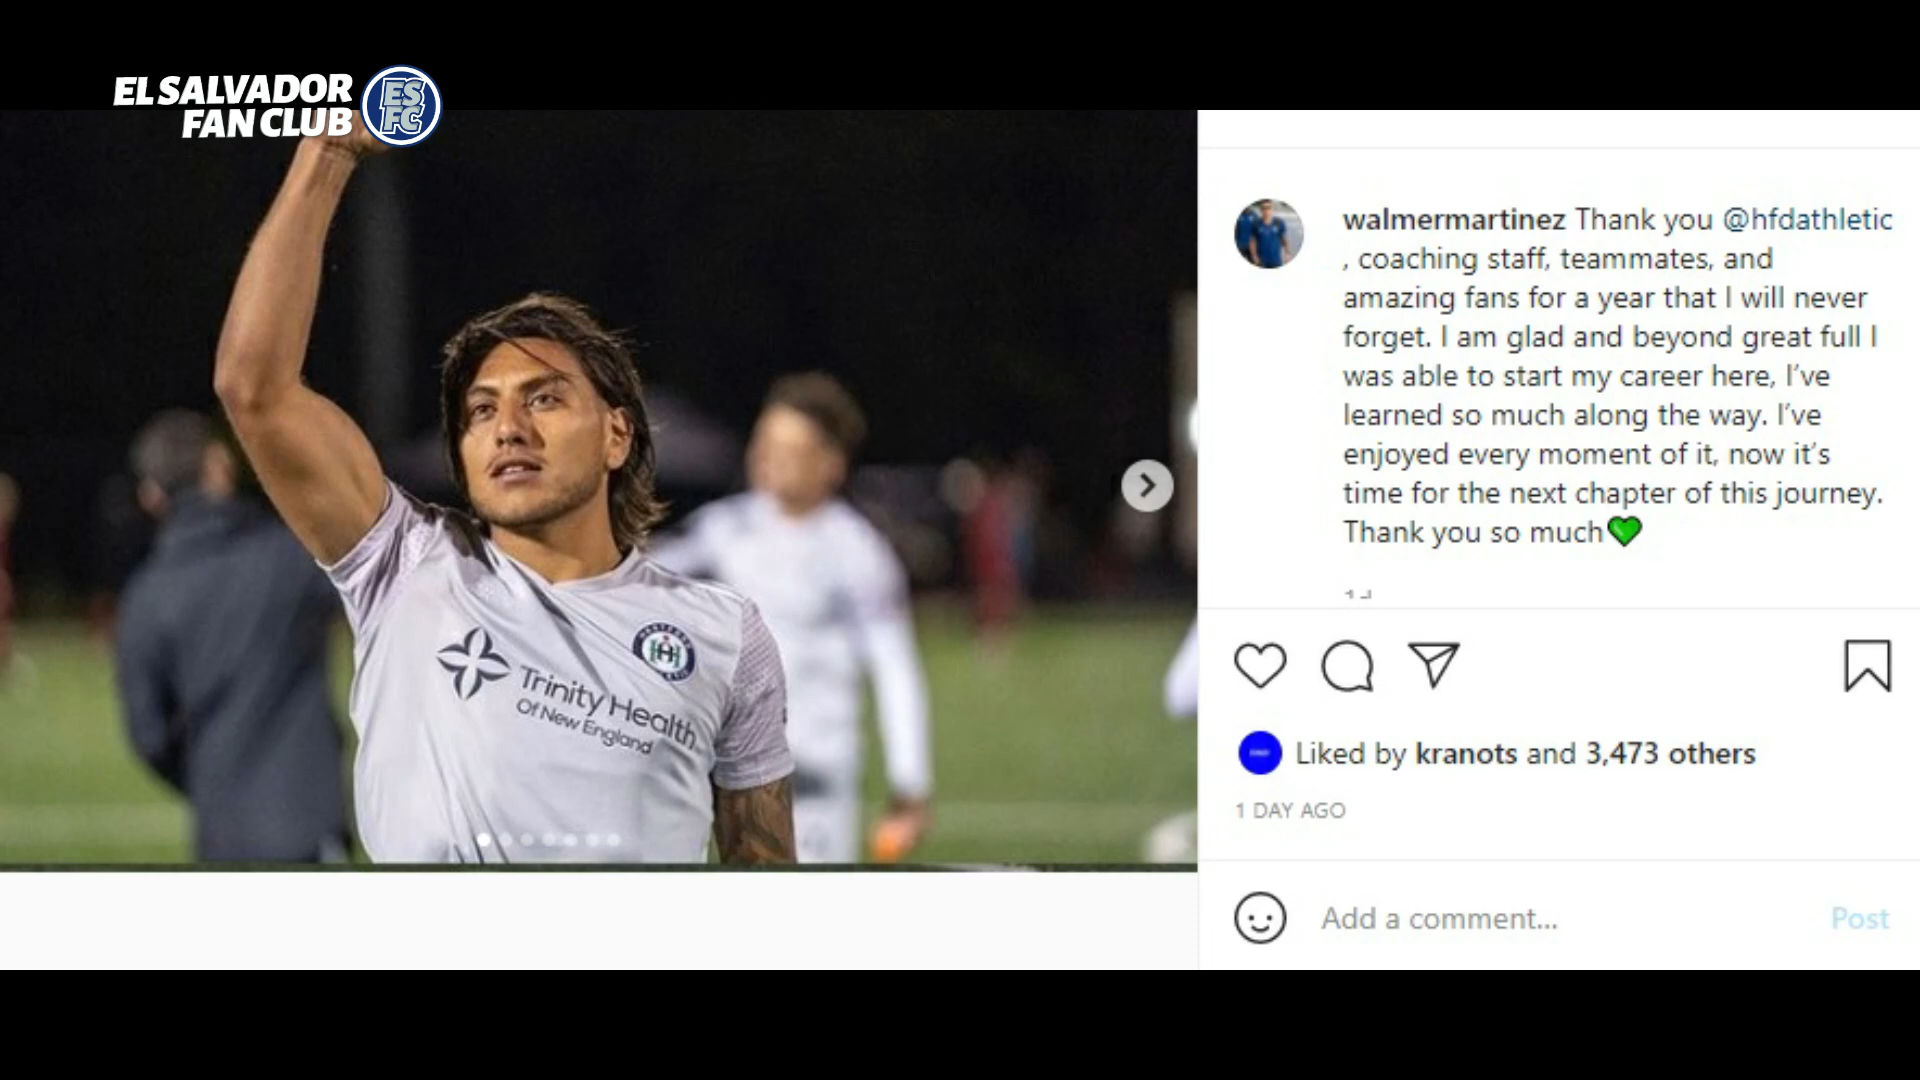 EL SALVADOR
FAN CLUB
ES
FC
walmermartinez Thank you @hfdathletic
, coaching staff, teammates, and
amazing fans for a year that I will never
forget. I am glad and beyond great full I
was able to start my career here, I've
learned so much along the way. I've
enjoyed every moment of it, now it's
time for the next chapter of this journey.
Thank you so much💚
Trinity Health
Of New England
Liked by kranots and 3,473 others
1 DAY AGO
Add a comment...
Post